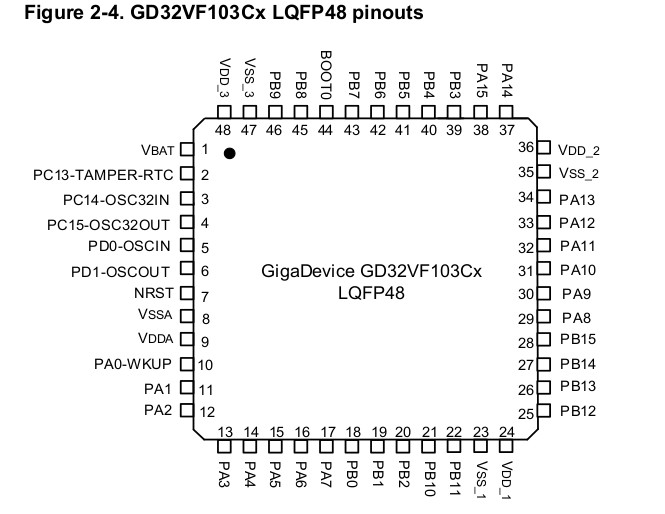 Figure 2-4. GD32VF103Cx LQFP48 pinouts
VDD_3
VSS_3
PB9
PB8
BOOT0
PB7
PB6
PB5
PB4
PB3
PA15
PA14
48 47 46 45 44 43 42 41 40 39 38 37
VBAT 1
PC13-TAMPER-RTC 2
PC14-OSC32IN 3
PC15-OSC32OUT 4
PD0-OSCIN 5
PD1-OSCOUT 6
NRST 7
VSSA 8
VDDA 9
PA0-WKUP 10
PA1 11
PA2 12
GigaDevice GD32VF103Cx
LQFP48
36 VDD_2
35 VSS_2
34 PA13
33 PA12
32 PA11
31 PA10
30 PA9
29 PA8
28 PB15
27 PB14
26 PB13
25 PB12
13 14 15 16 17 18 19 20 21 22 23 24
PA3
PA4
PA5
PA6
PA7
PB0
PB1
PB2
PB10
PB11
VSS_1
VDD_1